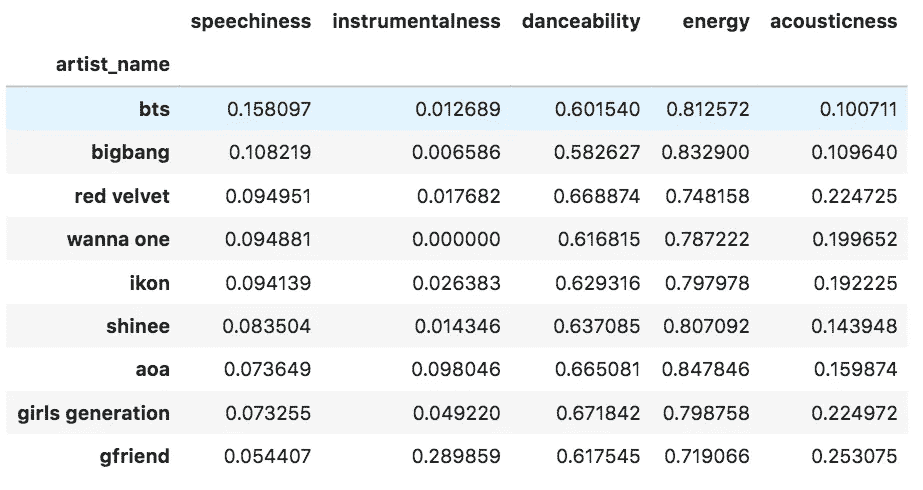 speechiness instrumentalness danceability energy acousticness
artist_name
bts 0.158097 0.012689 0.601540 0.812572 0.100711
bigbang 0.108219 0.006586 0.582627 0.832900 0.109640
red velvet 0.094951 0.017682 0.668874 0.748158 0.224725
wanna one 0.094881 0.000000 0.616815 0.787222 0.199652
ikon 0.094139 0.026383 0.629316 0.797978 0.192225
shinee 0.083504 0.014346 0.637085 0.807092 0.143948
aoa 0.073649 0.098046 0.665081 0.847846 0.159874
girls generation 0.073255 0.049220 0.671842 0.798758 0.224972
gfriend 0.054407 0.289859 0.617545 0.719066 0.253075